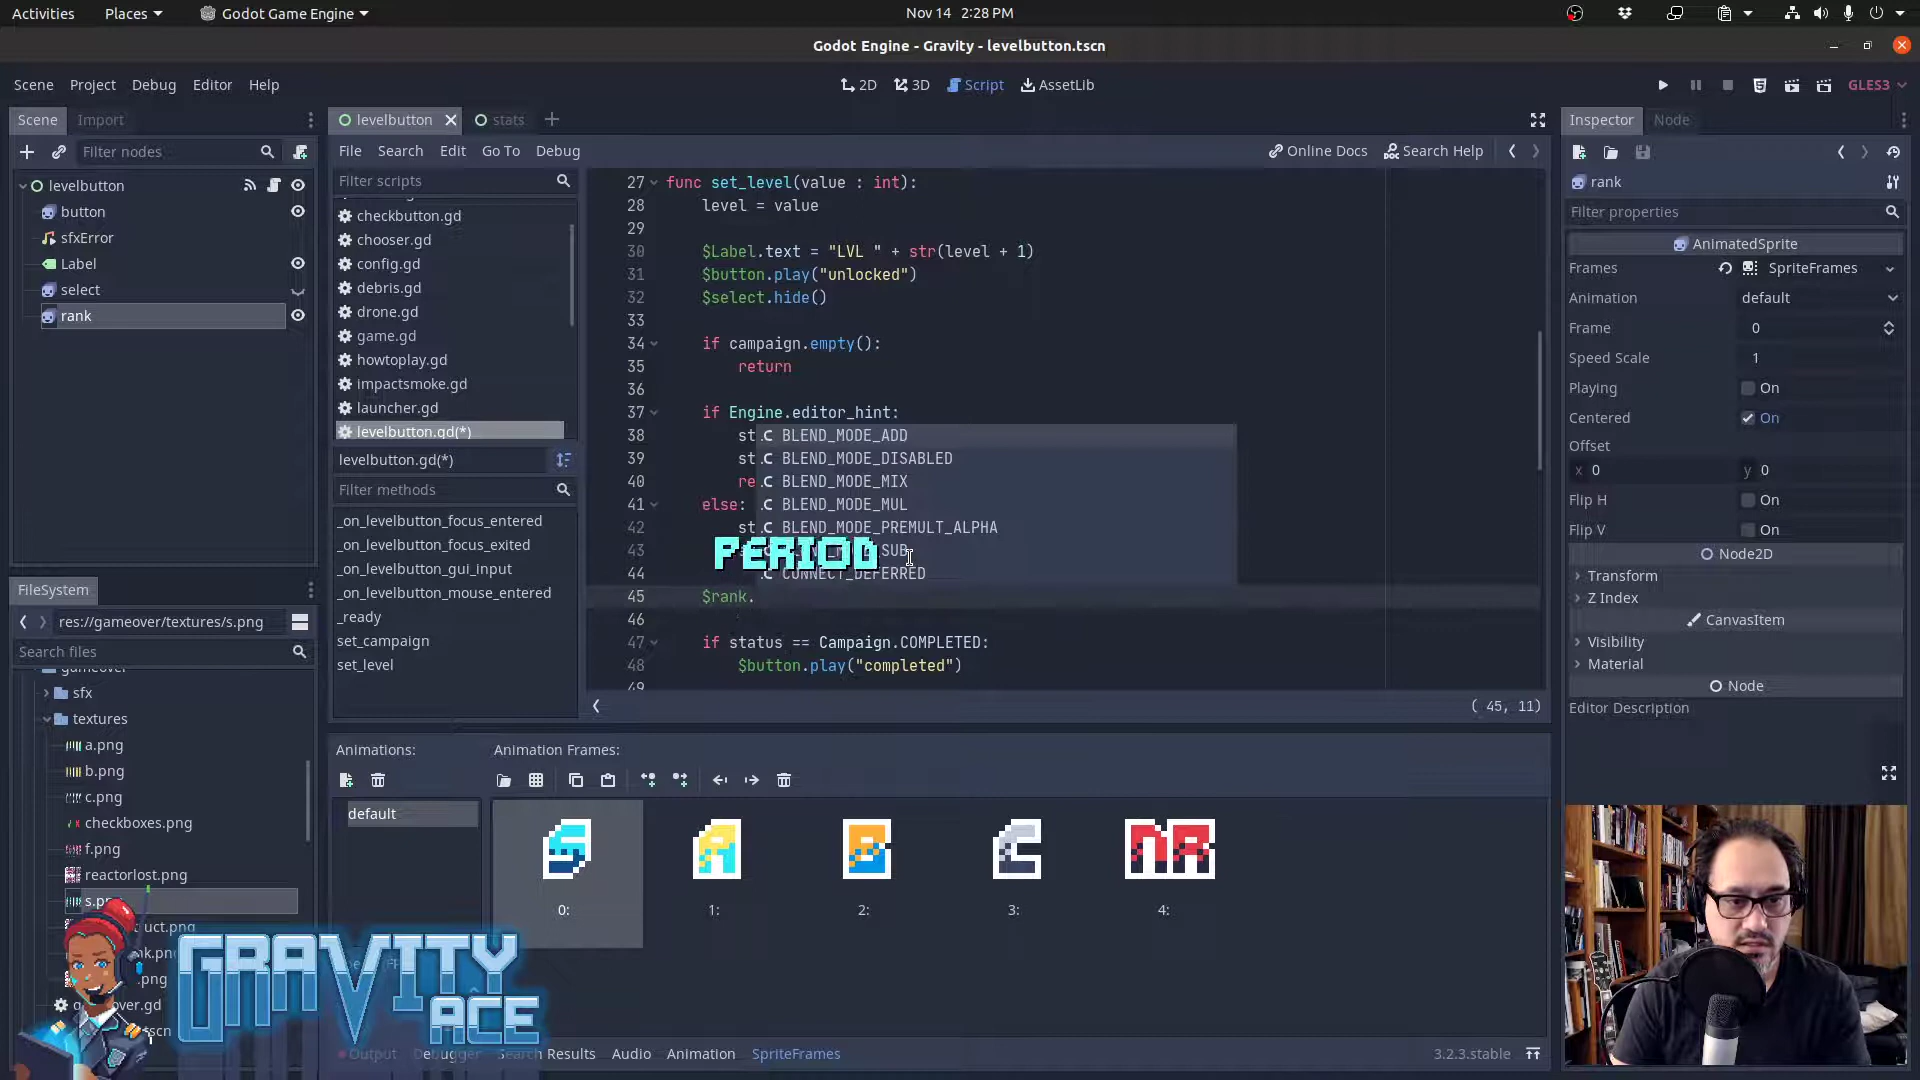 Activities Places Godot Game Engine Nov 14 2:28 PM
Godot Engine - Gravity - levelbutton.tscn
Scene Project Debug Editor Help 2D 3D Script AssetLib GLES3
Scene Import
Filter nodes
levelbutton
button
sfxError
Label
select
rank
FileSystem
res://gameover/textures/s.png
Search files
gameover
sfx
textures
a.png
b.png
c.png
checkboxes.png
f.png
reactorlost.png
levelbutton stats
File Search Edit Go To Debug Online Docs Search Help
Filter scripts
checkbutton.gd
chooser.gd
config.gd
debris.gd
drone.gd
game.gd
howtoplay.gd
impactsmoke.gd
launcher.gd
levelbutton.gd(*)
levelbutton.gd(*)
Filter methods
_on_levelbutton_focus_entered
_on_levelbutton_focus_exited
_on_levelbutton_gui_input
_on_levelbutton_mouse_entered
_ready
set_campaign
set_level
27 func set_level(value : int):
28 level = value
29
30 $Label.text = "LVL " + str(level + 1)
31 $button.play("unlocked")
32 $select.hide()
33
34 if campaign.empty():
35 return
36
37 if Engine.editor_hint:
38 st .C BLEND_MODE_ADD
39 st .C BLEND_MODE_DISABLED
40 re .C BLEND_MODE_MIX
41 else: .C BLEND_MODE_MUL
42 st .C BLEND_MODE_PREMULT_ALPHA
43 SUB
PERIOD
44 .C CONNECT_DEFERRED
45 $rank.
46
47 if status == Campaign.COMPLETED:
48 $button.play("completed")
49
( 45, 11)
Animations: Animation Frames:
default
S A B C NR
0: 1: 2: 3: 4:
GRAVITY
ACE
Output Debugger Search Results Audio Animation SpriteFrames 3.2.3.stable
Inspector Node
rank
Filter properties
AnimatedSprite
Frames SpriteFrames
Animation default
Frame 0
Speed Scale 1
Playing On
Centered On
Offset
x 0 y 0
Flip H On
Flip V On
Node2D
Transform
Z Index
CanvasItem
Visibility
Material
Node
Editor Description